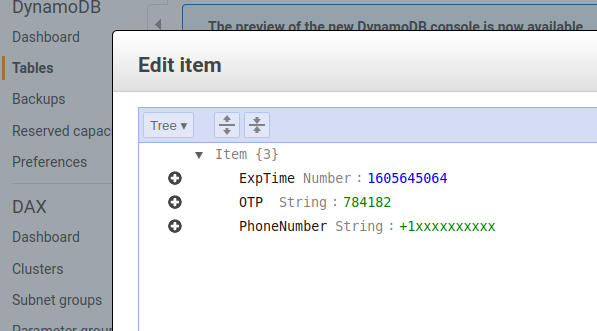 DynamoDB
Dashboard
Tables
Backups
Reserved capac
Preferences
DAX
Dashboard
Clusters
Subnet groups
Parameter group
The preview of the new DynamoDB console is now available
Edit item
Tree ▾
▼ Item {3}
ExpTime Number : 1605645064
OTP String : 784182
PhoneNumber String : +1xxxxxxxxxx